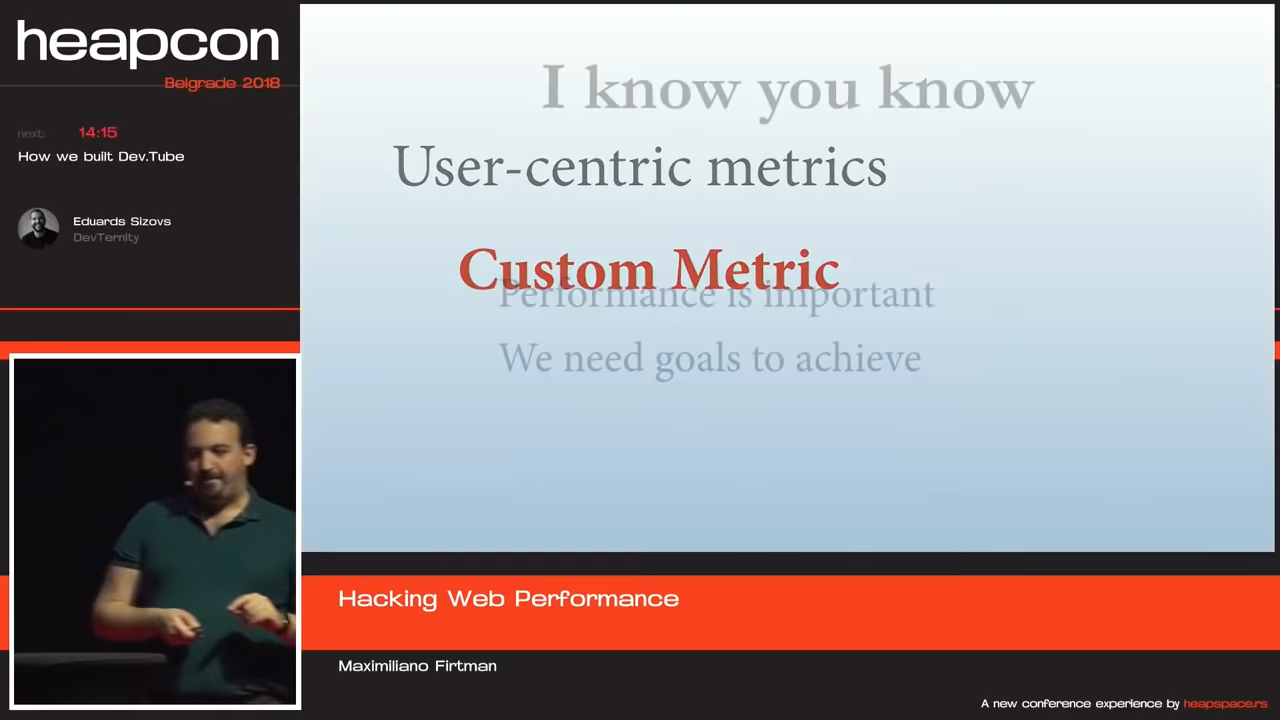 heapcon
Belgrade 2018
next: 14:15
How we built Dev.Tube
Eduards Sizovs
DevTernity
I know you know
User-centric metrics
Custom Metric
Performance is important
We need goals to achieve
Hacking Web Performance
Maximiliano Firtman
A new conference experience by heapspace.rs